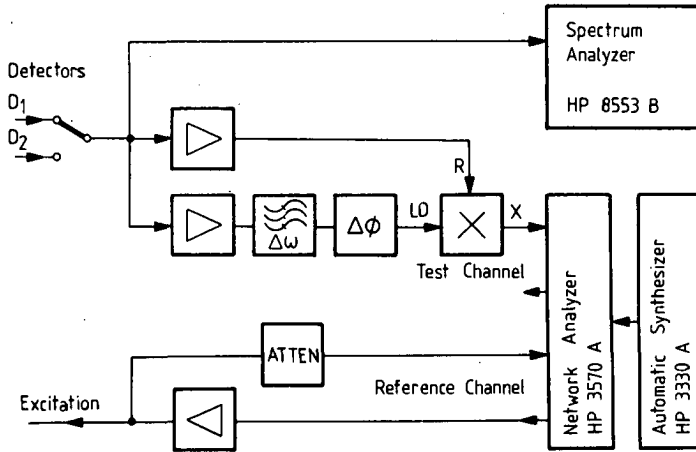 Spectrum
Analyzer
HP 8553 B
Detectors
D1
D2
R
Δω
Δϕ
LO
X
Test Channel
ATTEN
Reference Channel
Excitation
Network Analyzer
HP 3570 A
Automatic Synthesizer
HP 3330 A